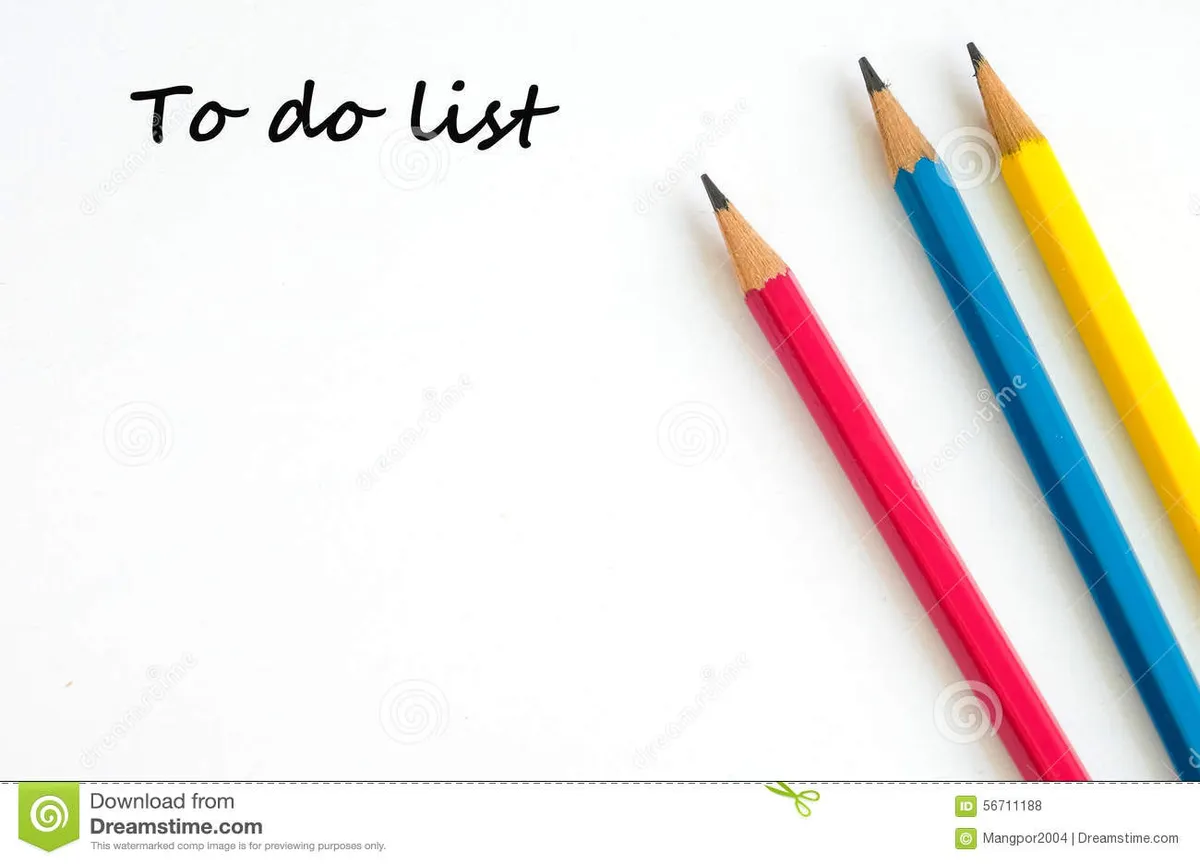 To do list
dreamstime
Download from
Dreamstime.com
This watermarked comp image is for previewing purposes only.
ID 56711188
Mangpor2004 | Dreamstime.com